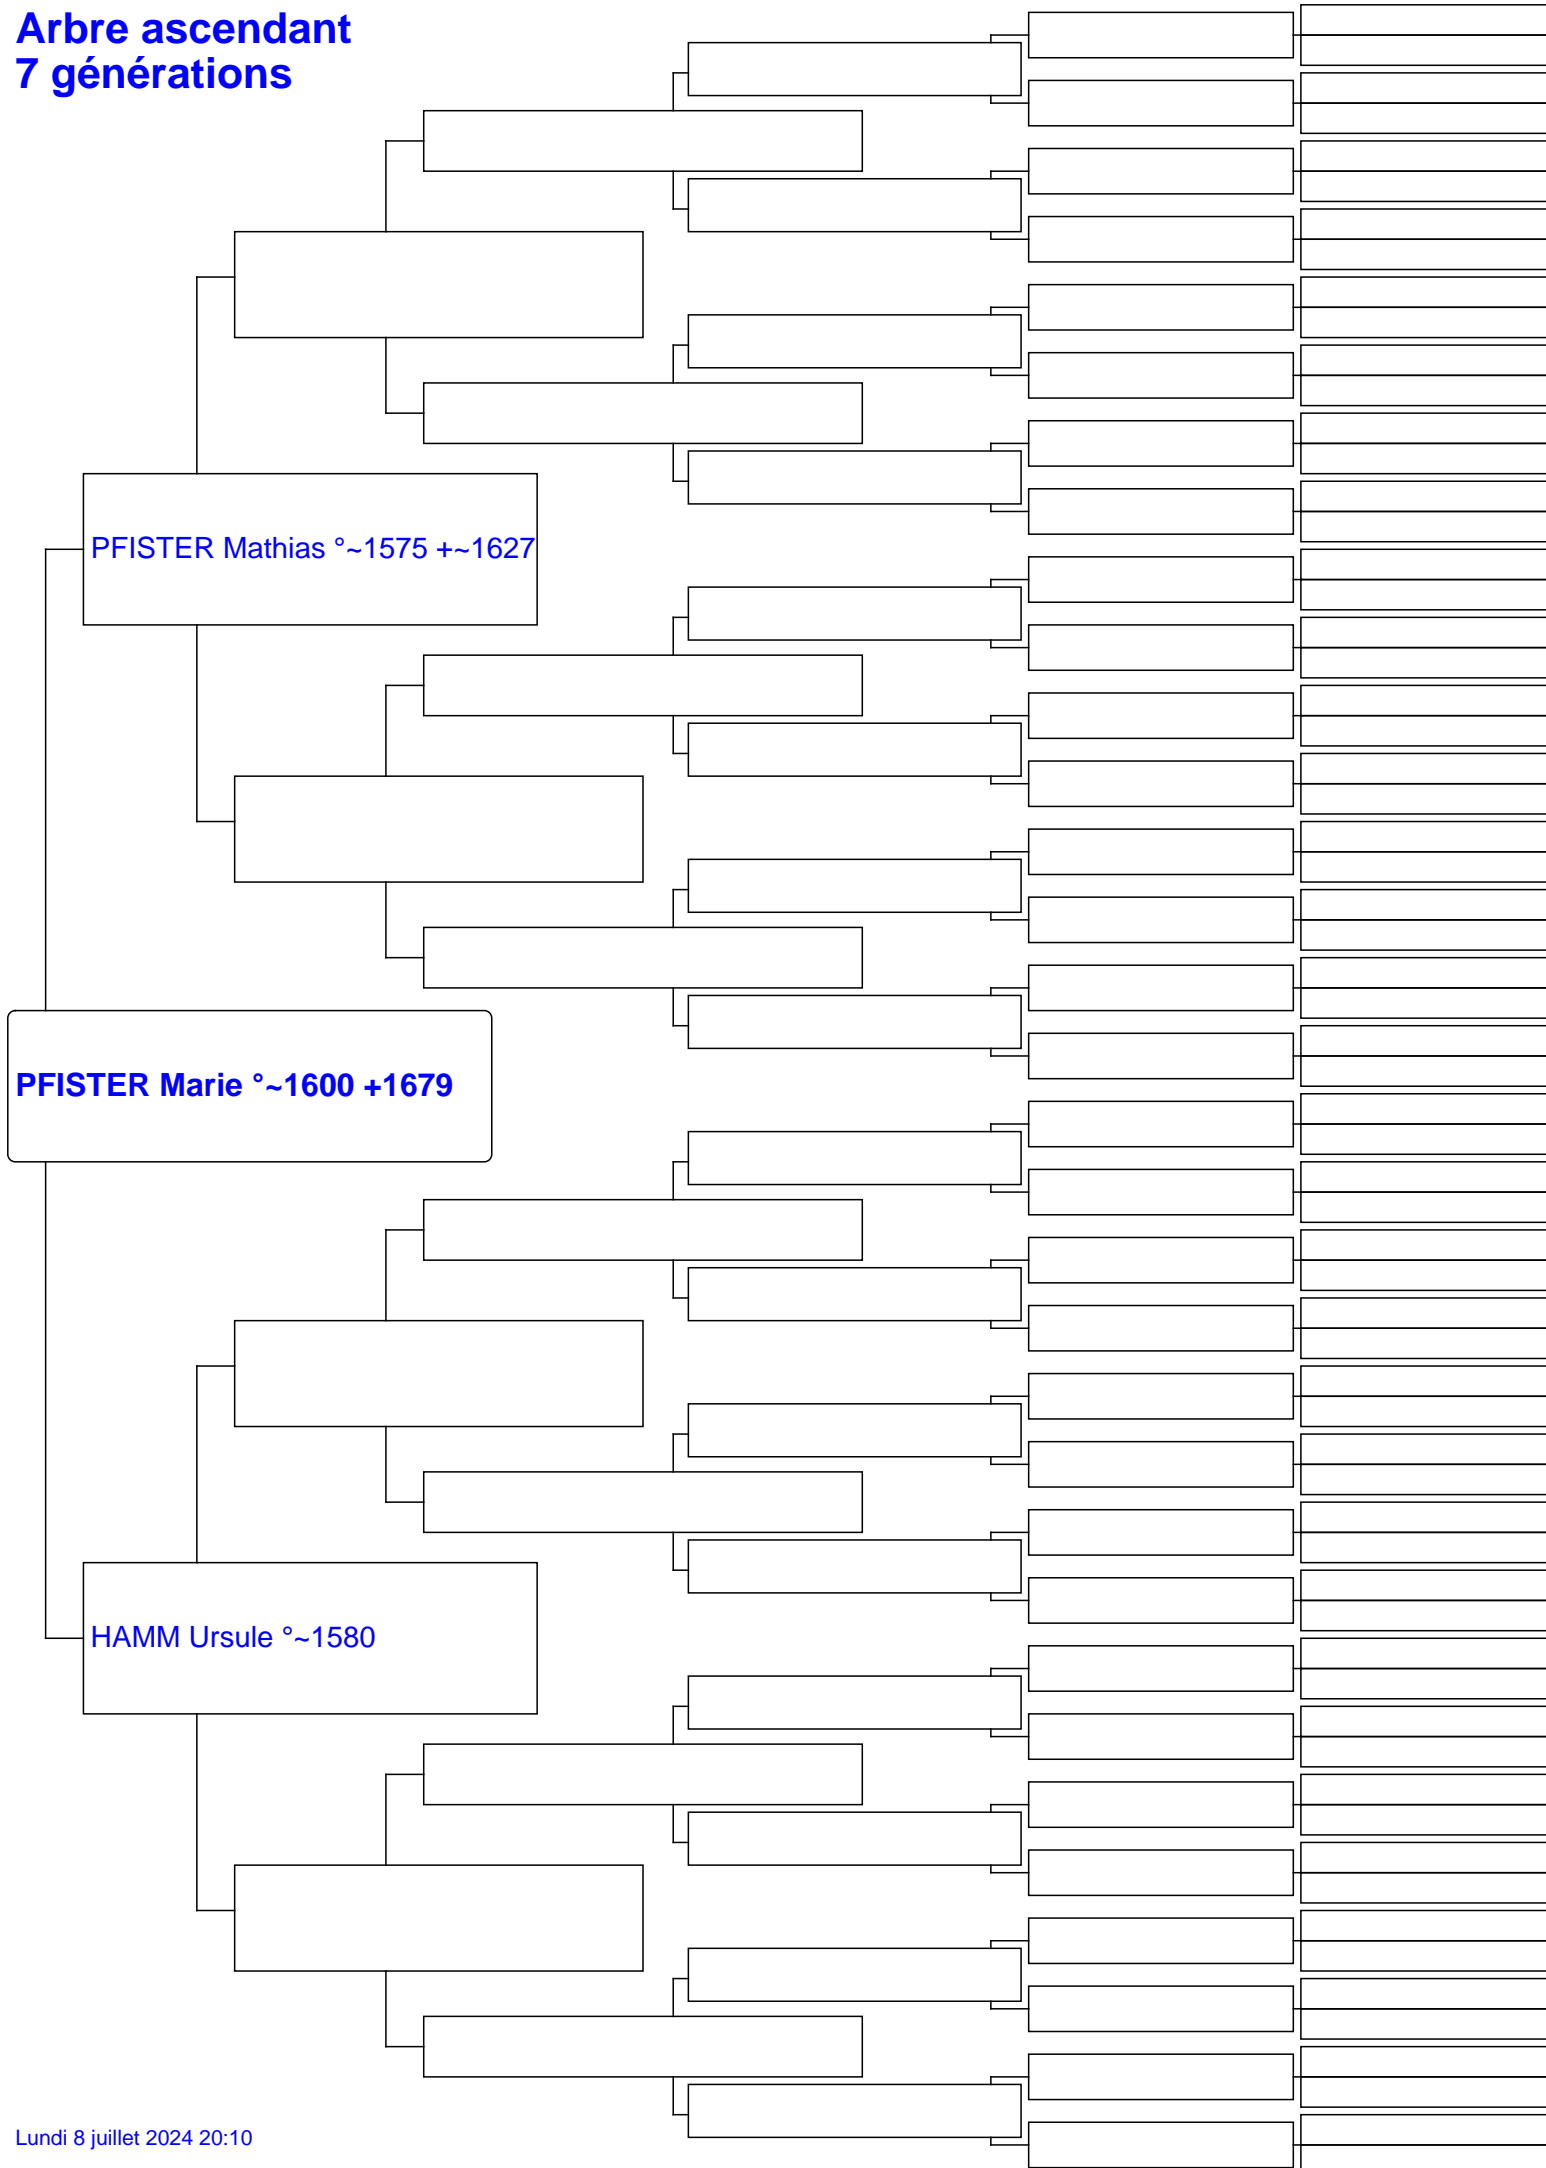 Arbre ascendant
7 générations
PFISTER Mathias °~1575 +~1627
PFISTER Marie °~1600 +1679
HAMM Ursule °~1580
Lundi 8 juillet 2024 20:10